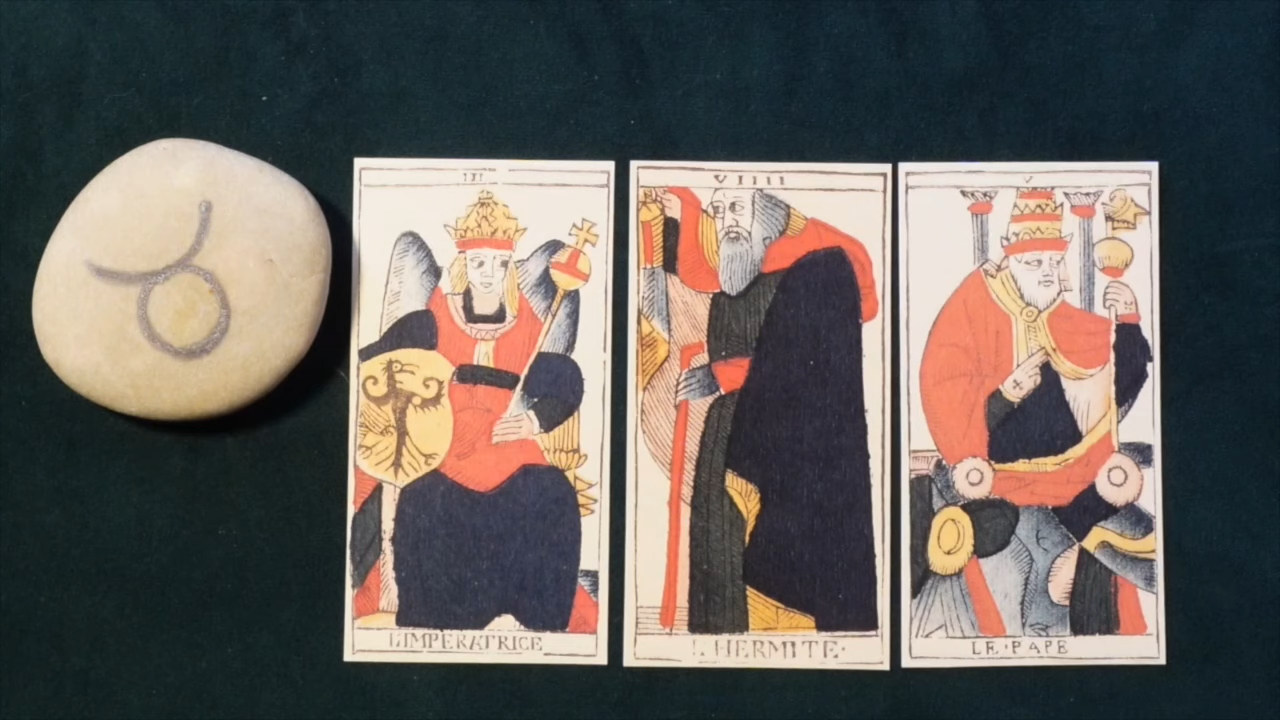 III
L'IMPERATRICE
VIIII
L'HERMITE·
V
LE·PAPE